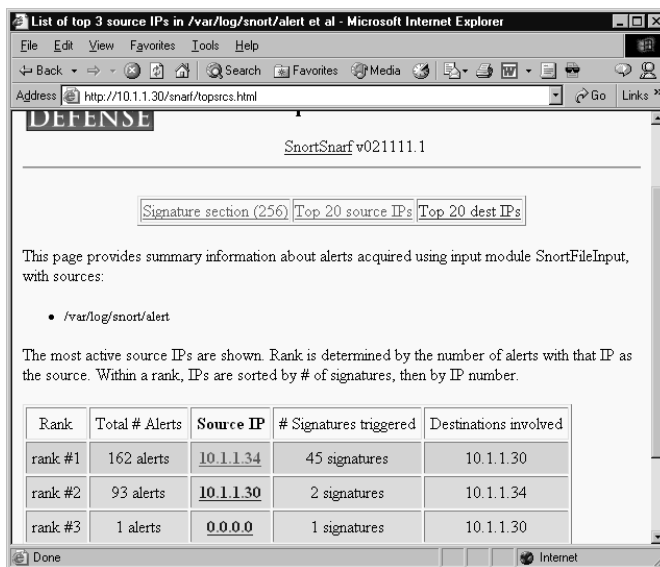 List of top 3 source IPs in /var/log/snort/alert et al - Microsoft Internet Explorer
File Edit View Favorites Tools Help
Back Search Favorites Media
Address http://10.1.1.30/snarf/topsrcs.html Go Links »
DEFENSE
SnortSnarf v021111.1
Signature section (256) Top 20 source IPs Top 20 dest IPs
This page provides summary information about alerts acquired using input module SnortFileInput,
with sources:
• /var/log/snort/alert
The most active source IPs are shown. Rank is determined by the number of alerts with that IP as
the source. Within a rank, IPs are sorted by # of signatures, then by IP number.
Rank Total # Alerts Source IP # Signatures triggered Destinations involved
rank #1 162 alerts 10.1.1.34 45 signatures 10.1.1.30
rank #2 93 alerts 10.1.1.30 2 signatures 10.1.1.34
rank #3 1 alerts 0.0.0.0 1 signatures 10.1.1.30
Done Internet